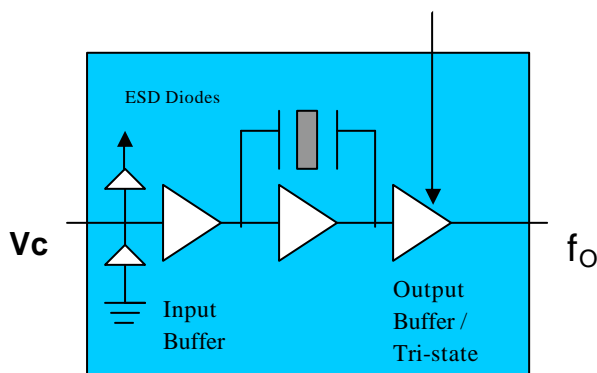 ESD Diodes
Vc
fO
Input
Buffer
Output
Buffer /
Tri-state